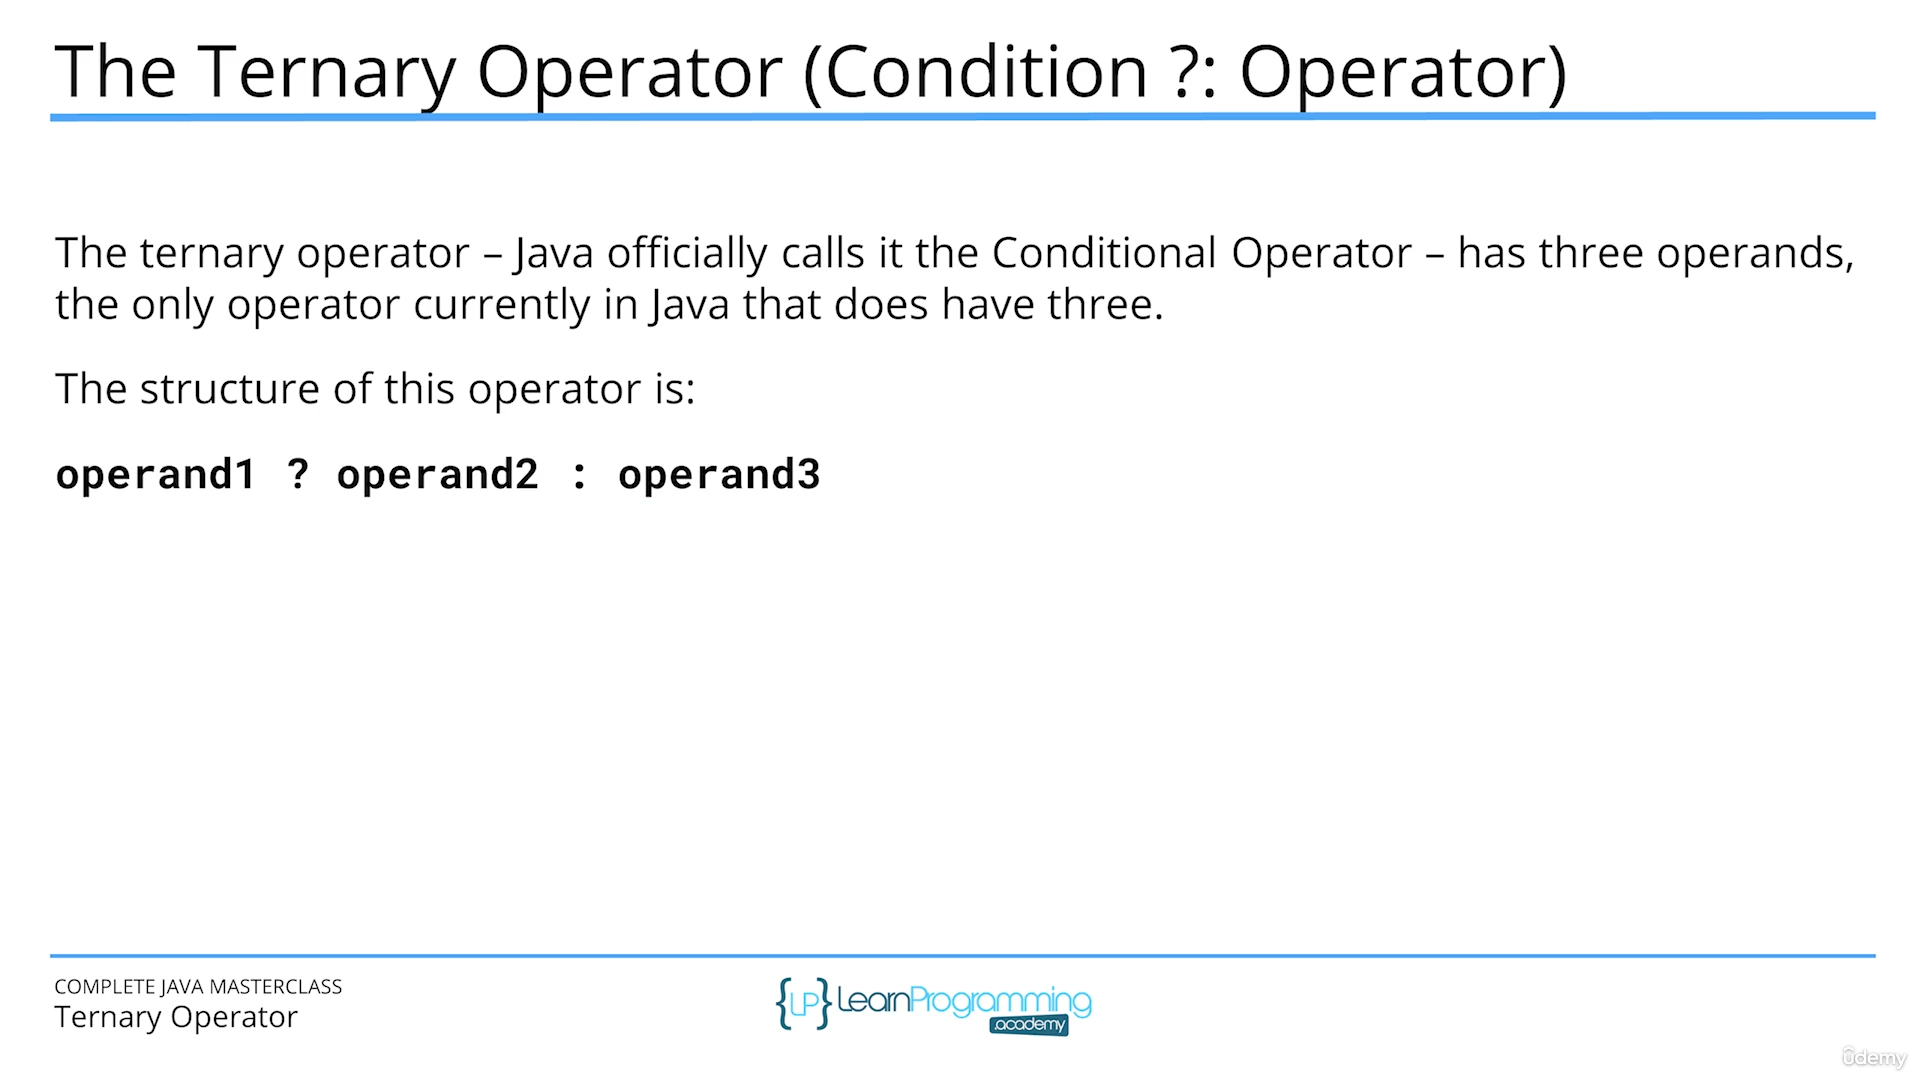 The Ternary Operator (Condition ?: Operator)
The ternary operator – Java officially calls it the Conditional Operator – has three operands,
the only operator currently in Java that does have three.
The structure of this operator is:
operand1 ? operand2 : operand3
COMPLETE JAVA MASTERCLASS
Ternary Operator
{LP} LearnProgramming
.academy
ûdemy